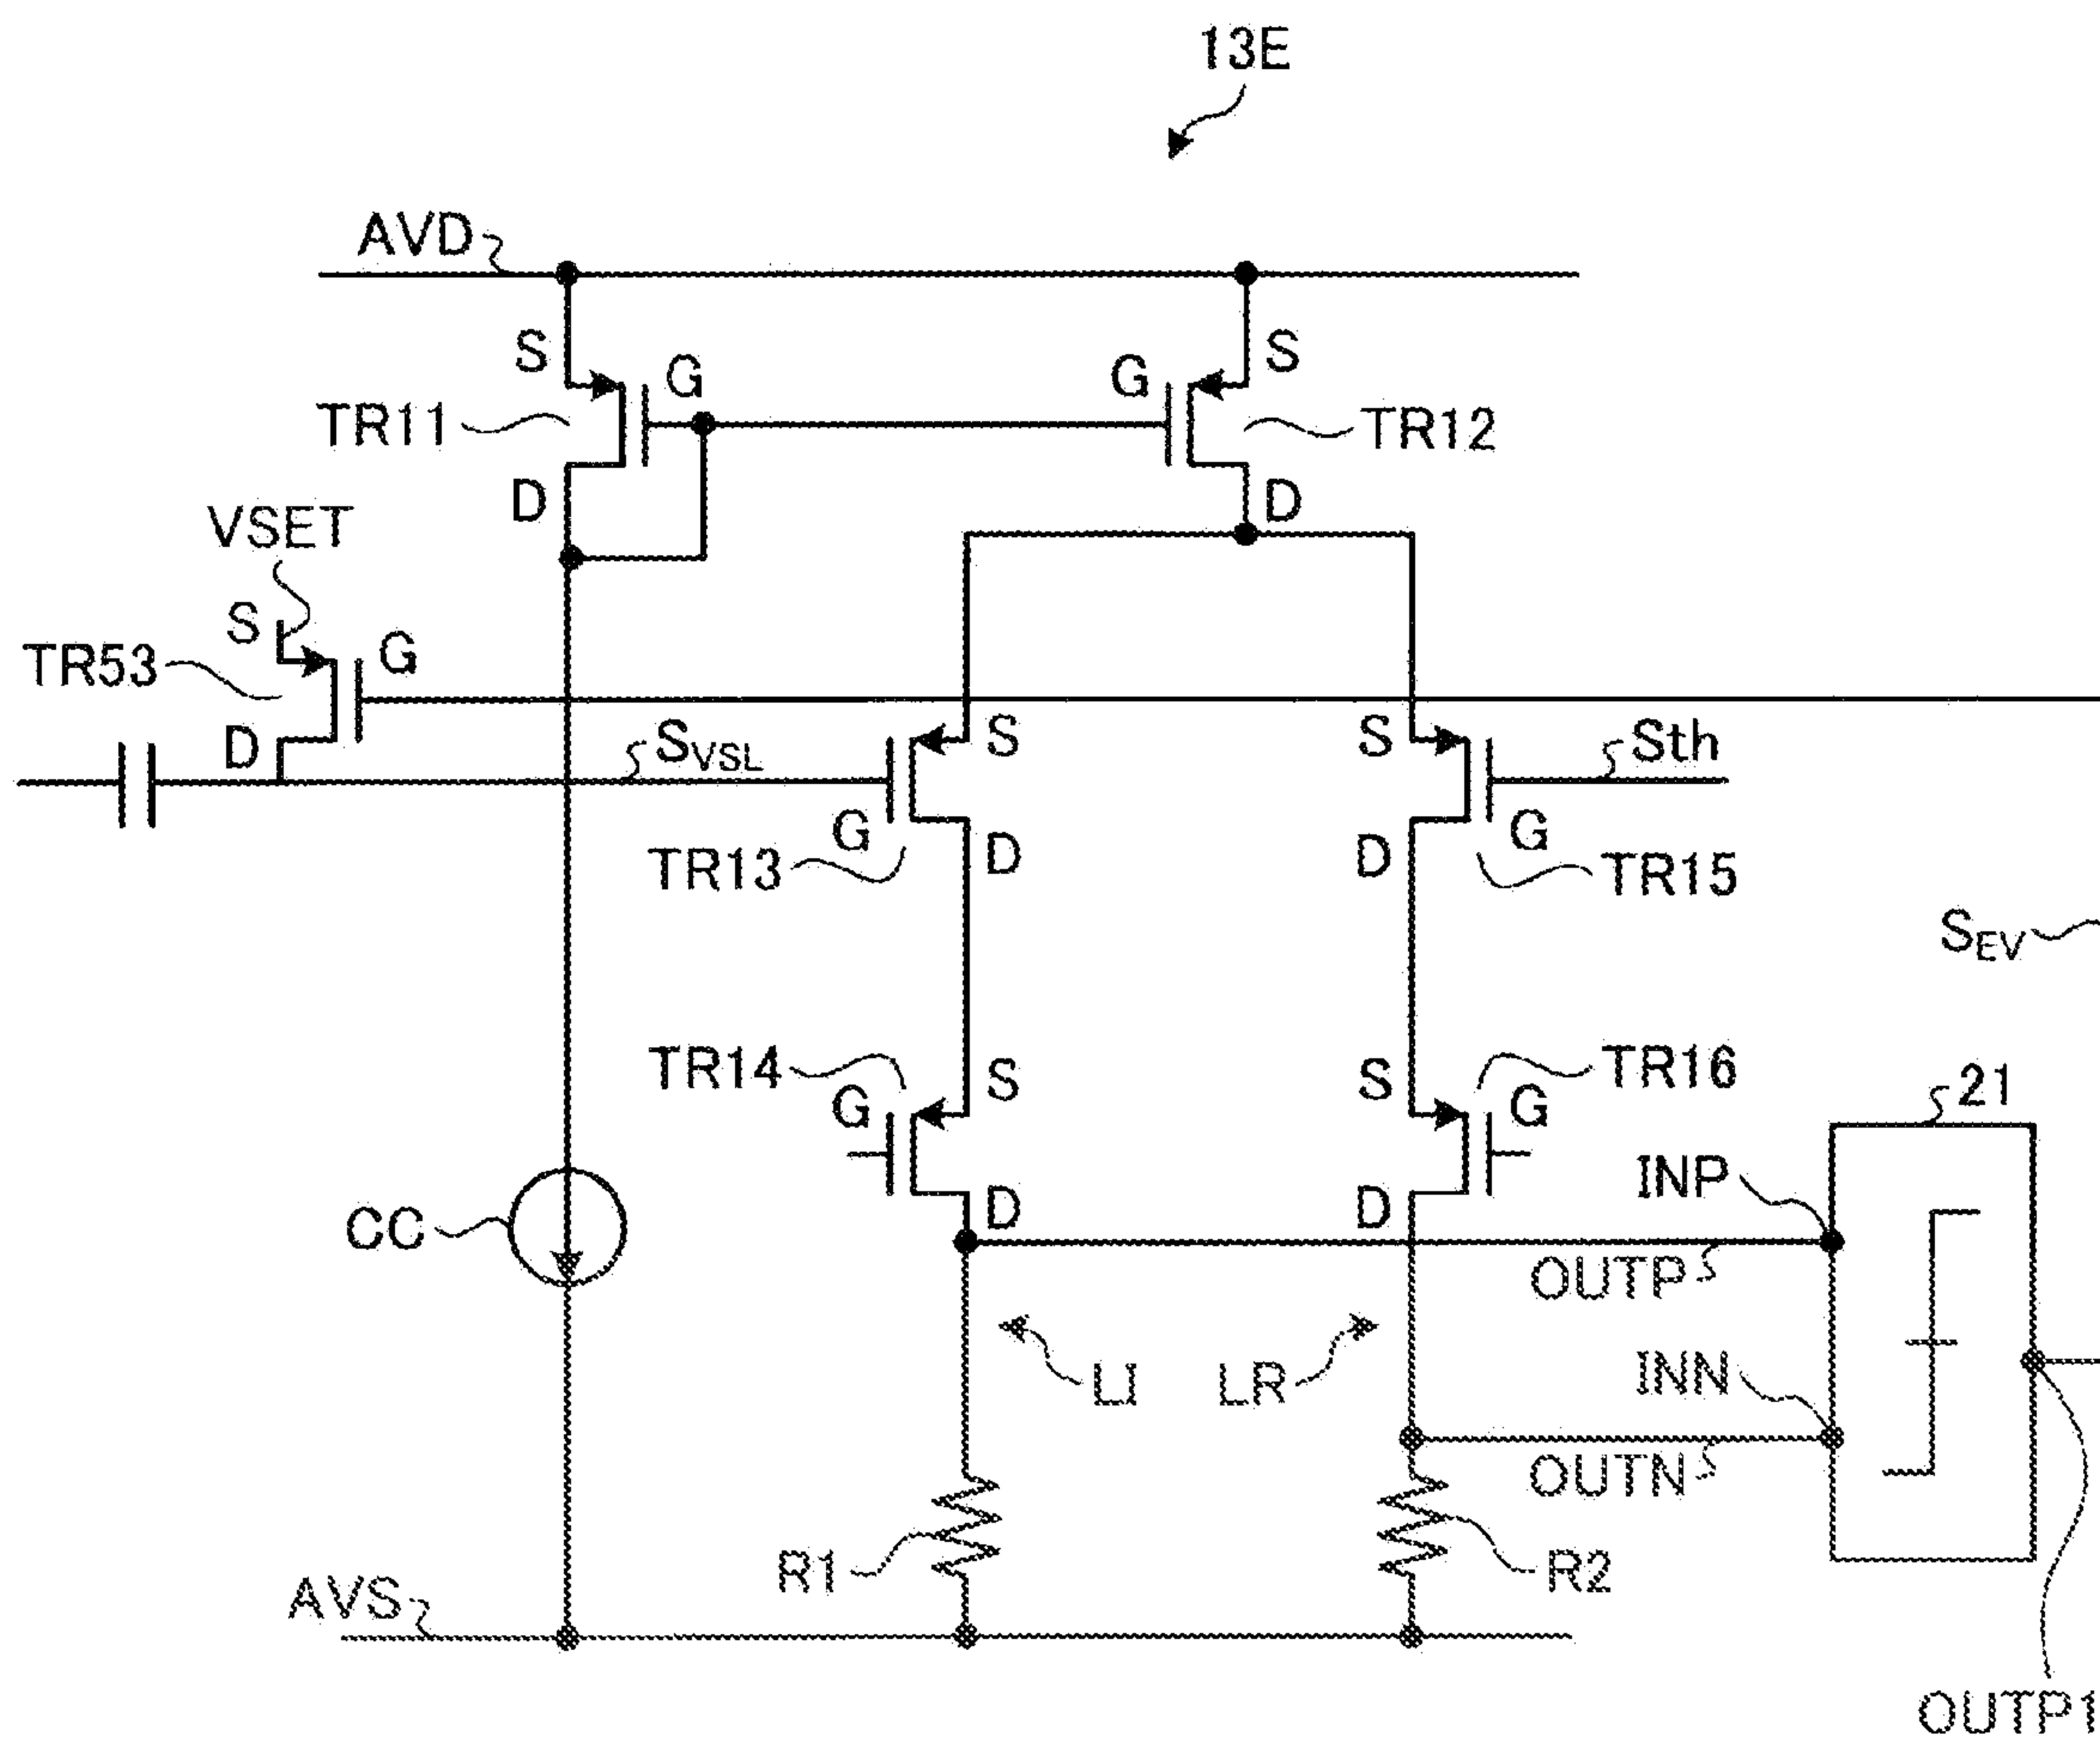 13E
AVD
S
G
G
S
TR11
TR12
D
D
VSET
S
G
TR53
D
SVSL
S
S
Sth
G
D
D
G
TR13
TR15
SEV
TR14
S
S
TR16
G
G
21
INP
D
D
CC
OUTP
LI
LR
INN
OUTN
R1
R2
AVS
OUTP1